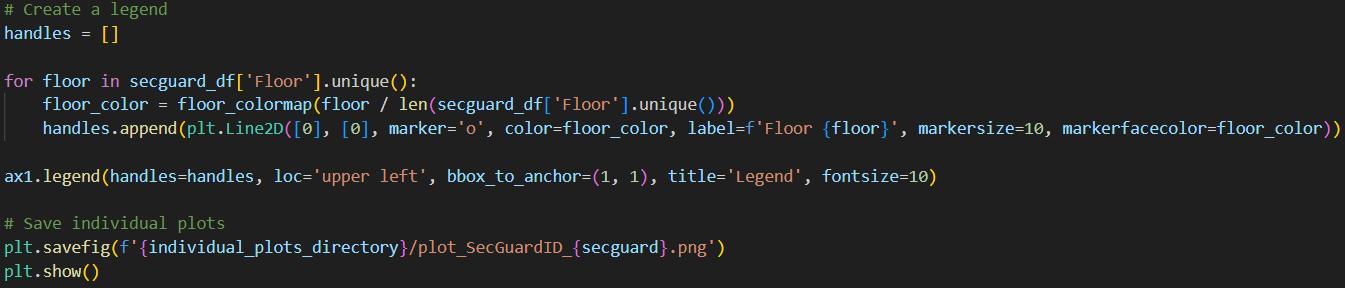 # Create a legend
handles = []
for floor in secguard_df['Floor'].unique():
floor_color = floor_colormap(floor / len(secguard_df['Floor'].unique()))
handles.append(plt.Line2D([0], [0], marker='o', color=floor_color, label=f'Floor {floor}', markersize=10, markerfacecolor=floor_color))
ax1.legend(handles=handles, loc='upper left', bbox_to_anchor=(1, 1), title='Legend', fontsize=10)
# Save individual plots
plt.savefig(f'{individual_plots_directory}/plot_SecGuardID_{secguard}.png')
plt.show()